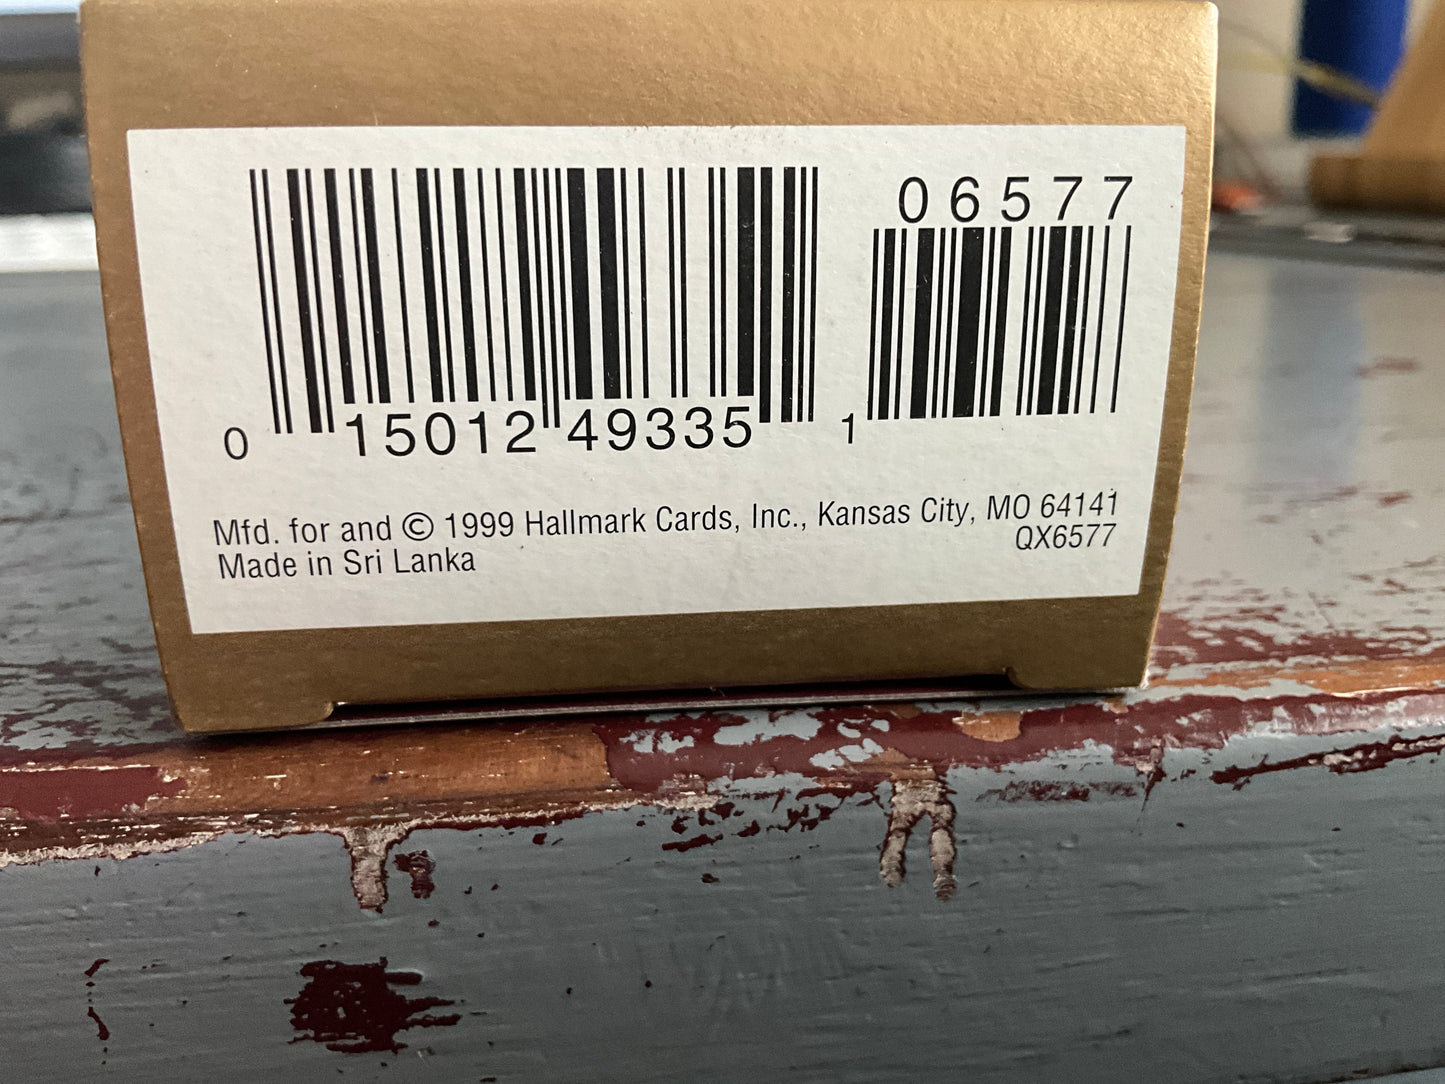 06577
0 15012 49335 1
Mfd. for and © 1999 Hallmark Cards, Inc., Kansas City, MO 64141
QX6577
Made in Sri Lanka